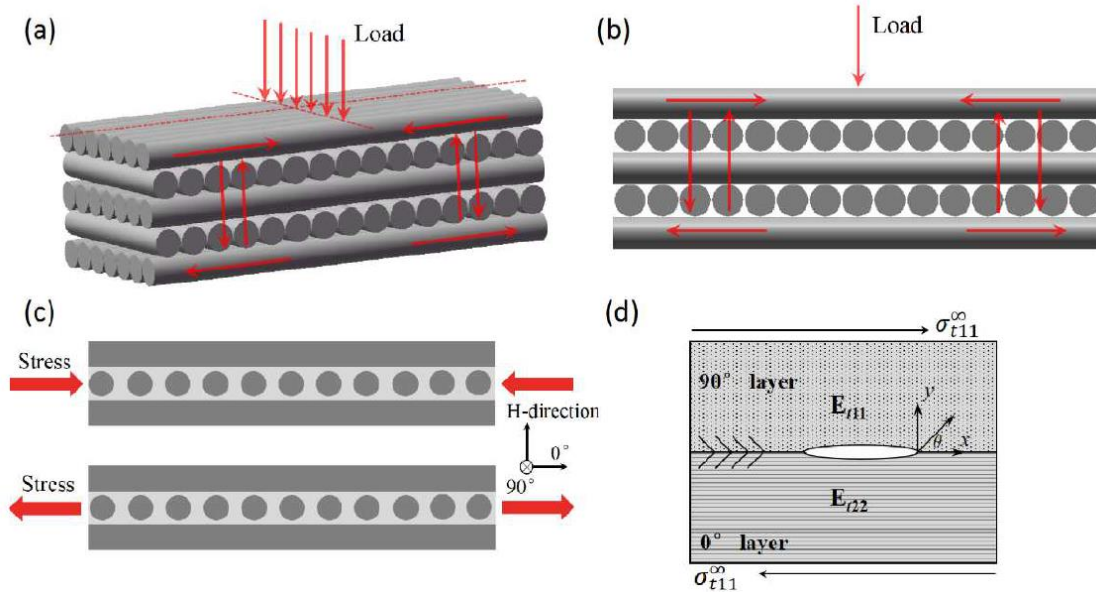 (a)
Load
(b)
Load
(c)
Stress
H-direction
0°
90°
Stress
(d)
σ∞t11
90° layer
Et11
y
θ
x
Et22
0° layer
σ∞t11